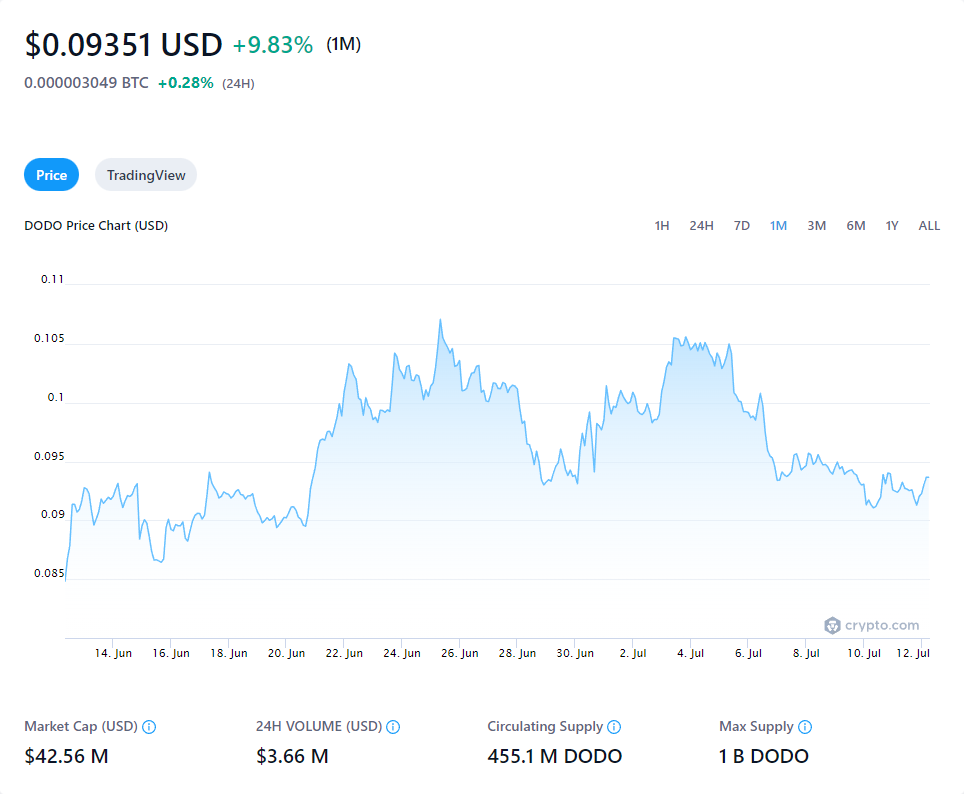 $0.09351 USD +9.83% (1M)
0.000003049 BTC +0.28% (24H)
Price TradingView
DODO Price Chart (USD) 1H 24H 7D 1M 3M 6M 1Y ALL
0.11
0.105
0.1
0.095
0.09
0.085
crypto.com
14. Jun 16. Jun 18. Jun 20. Jun 22. Jun 24. Jun 26. Jun 28. Jun 30. Jun 2. Jul 4. Jul 6. Jul 8. Jul 10. Jul 12. Jul
Market Cap (USD) 24H VOLUME (USD) Circulating Supply Max Supply
$42.56 M $3.66 M 455.1 M DODO 1 B DODO